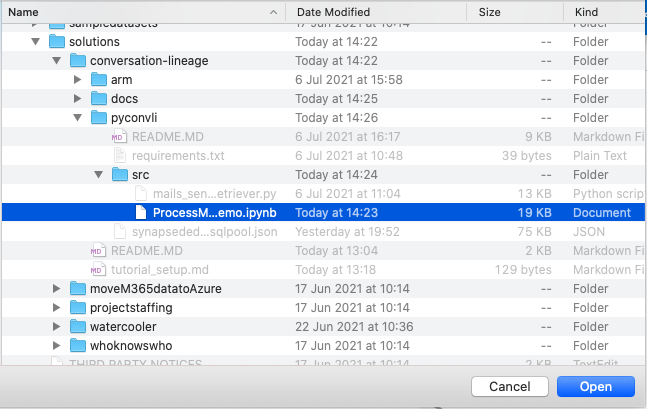 Name Date Modified Size Kind
sampledatasets 17 Jun 2021 at 10:14 -- Folder
solutions Today at 14:22 -- Folder
conversation-lineage Today at 14:22 -- Folder
arm 6 Jul 2021 at 15:58 -- Folder
docs Today at 14:25 -- Folder
pyconvli Today at 14:26 -- Folder
README.MD 6 Jul 2021 at 16:17 9 KB Markdown Fi
requirements.txt 6 Jul 2021 at 10:48 39 bytes Plain Text
src Today at 14:24 -- Folder
mails_sen...etriever.py 6 Jul 2021 at 11:04 13 KB Python script
ProcessM...emo.ipynb Today at 14:23 19 KB Document
synapseded...sqlpool.json Yesterday at 19:52 75 KB JSON
README.MD Today at 13:04 2 KB Markdown Fi
tutorial_setup.md Today at 13:18 129 bytes Markdown Fi
moveM365datatoAzure 17 Jun 2021 at 10:14 -- Folder
projectstaffing 17 Jun 2021 at 10:14 -- Folder
watercooler 22 Jun 2021 at 10:36 -- Folder
whoknowswho 17 Jun 2021 at 10:14 -- Folder
THIRD PARTY NOTICES 17 Jun 2021 at 10:14 2 KB TextEdit
Cancel Open